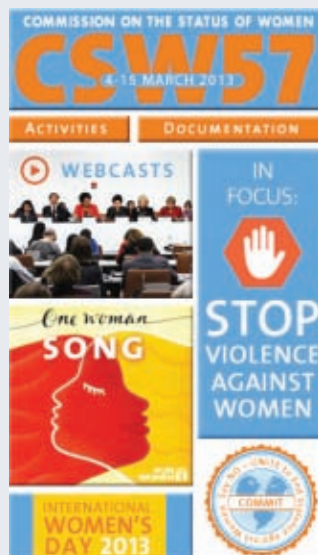 COMMISSION ON THE STATUS OF WOMEN
CSW57
4-15 MARCH 2013
ACTIVITIES
DOCUMENTATION
WEBCASTS
One woman
SONG
IN
FOCUS:
STOP
VIOLENCE
AGAINST
WOMEN
COMMIT
INTERNATIONAL
WOMEN'S
DAY 2013